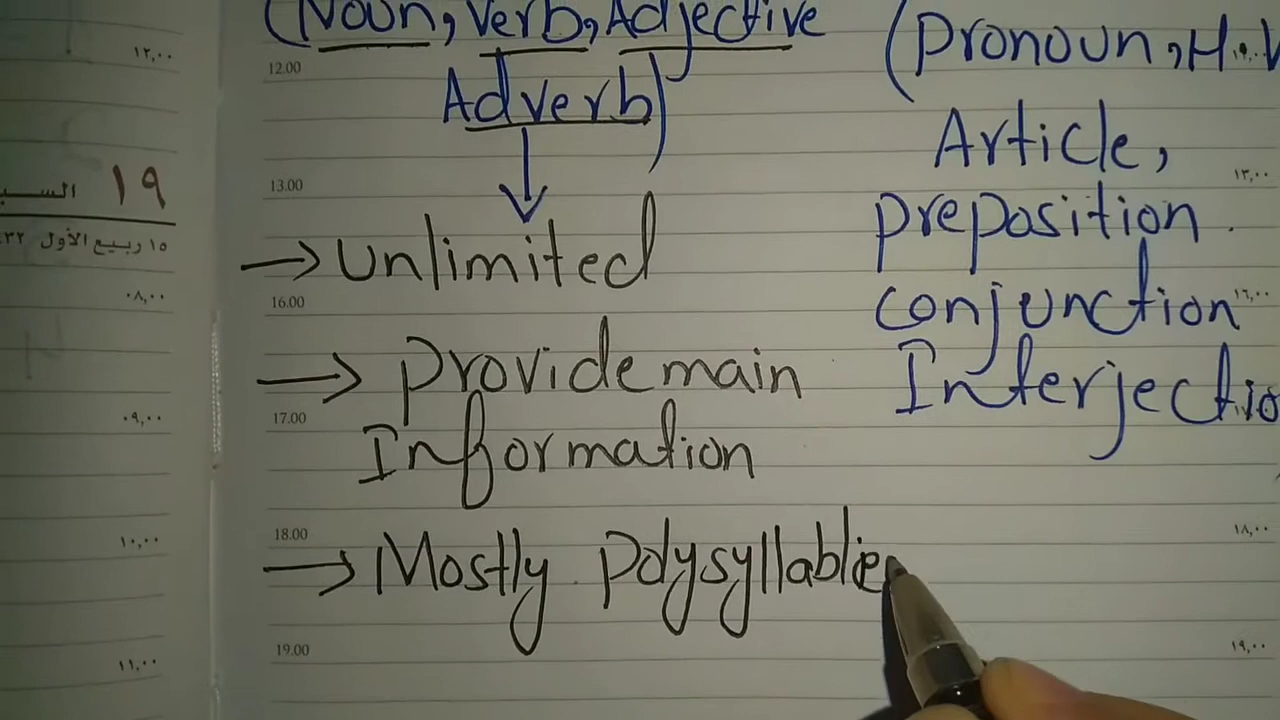 (Noun, Verb, Adjective
Adverb)
→ Unlimited
→ Provide main
Information
→ Mostly Polysyllable
(Pronoun, H.V
Article,
preposition.
conjunction
Interjectio
12.00
13.00
16.00
17.00
18.00
19.00
١٢,٠٠
١٩ السب
١٥ ربيع الأول ٣٢
٠٨,٠٠
٠٩,٠٠
١٠,٠٠
١١,٠٠
١٣,٠٠
١٦,٠٠
١٨,٠٠
١٩,٠٠